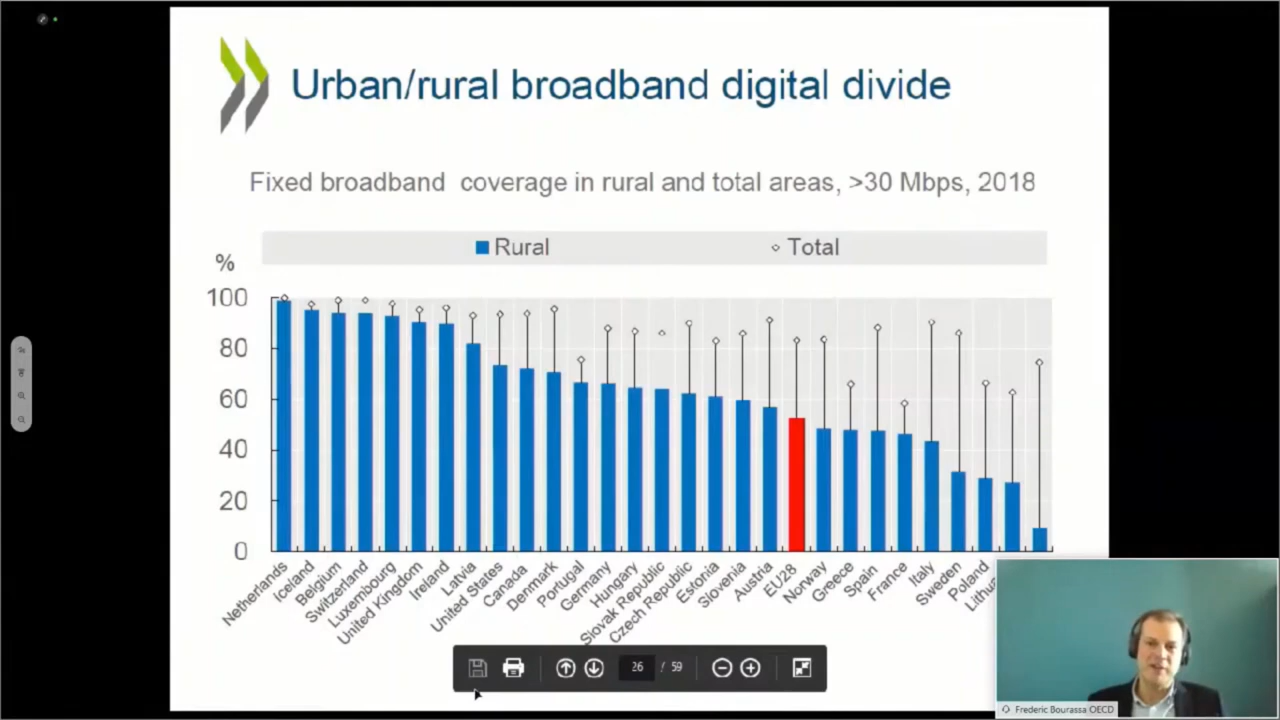 Urban/rural broadband digital divide
Fixed broadband coverage in rural and total areas, >30 Mbps, 2018
Rural
Total
%
100
80
60
40
20
0
Netherlands
Iceland
Belgium
Switzerland
Luxembourg
United Kingdom
Ireland
Latvia
United States
Canada
Denmark
Portugal
Germany
Hungary
Slovak Republic
Czech Republic
Estonia
Slovenia
Austria
EU28
Norway
Greece
Spain
France
Italy
Sweden
Poland
26 / 59
Frederic Bourassa OECD